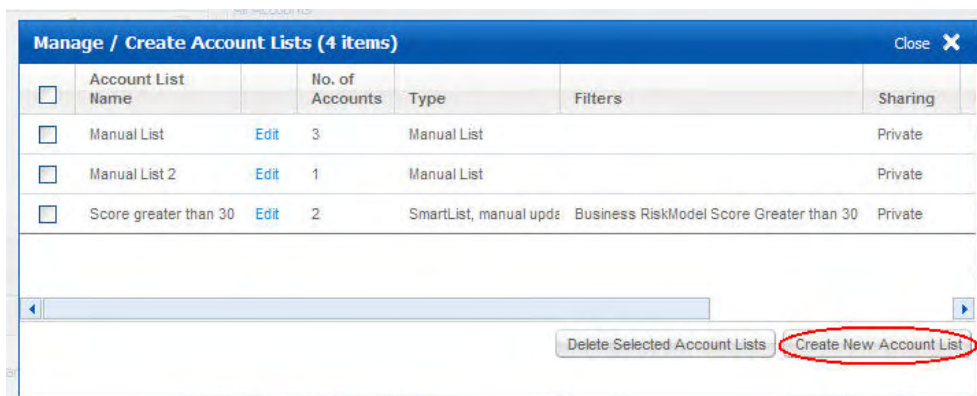 All Accounts
Manage / Create Account Lists (4 items) Close X
Account List Name No. of Accounts Type Filters Sharing
Manual List Edit 3 Manual List Private
Manual List 2 Edit 1 Manual List Private
Score greater than 30 Edit 2 SmartList, manual upda Business RiskModel Score Greater than 30 Private
Delete Selected Account Lists Create New Account List